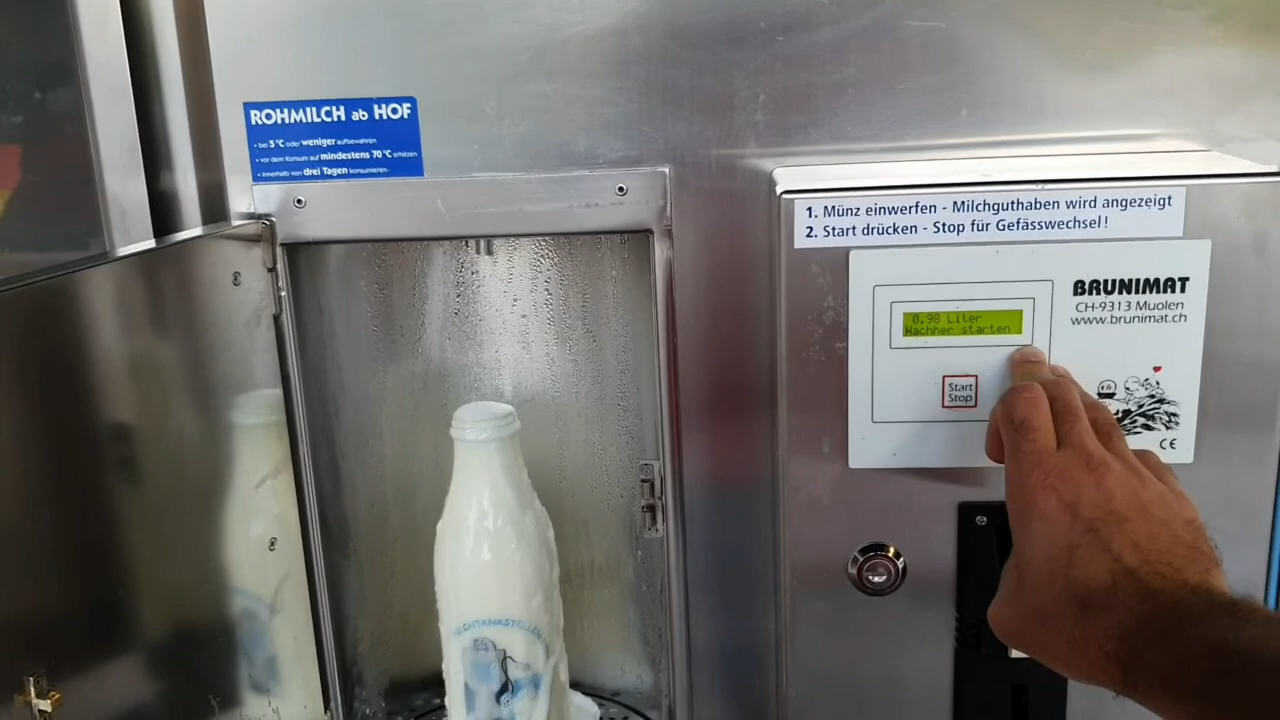 ROHMILCH ab HOF
• bei 5 °C oder weniger aufbewahren
• vor dem Konsum auf mindestens 70 °C erhitzen
• innerhalb von drei Tagen konsumieren
1. Münz einwerfen - Milchguthaben wird angezeigt
2. Start drücken - Stop für Gefässwechsel!
BRUNIMAT
CH-9313 Muolen
www.brunimat.ch
0.98 Liter
Nachher starten
Start
Stop
CE